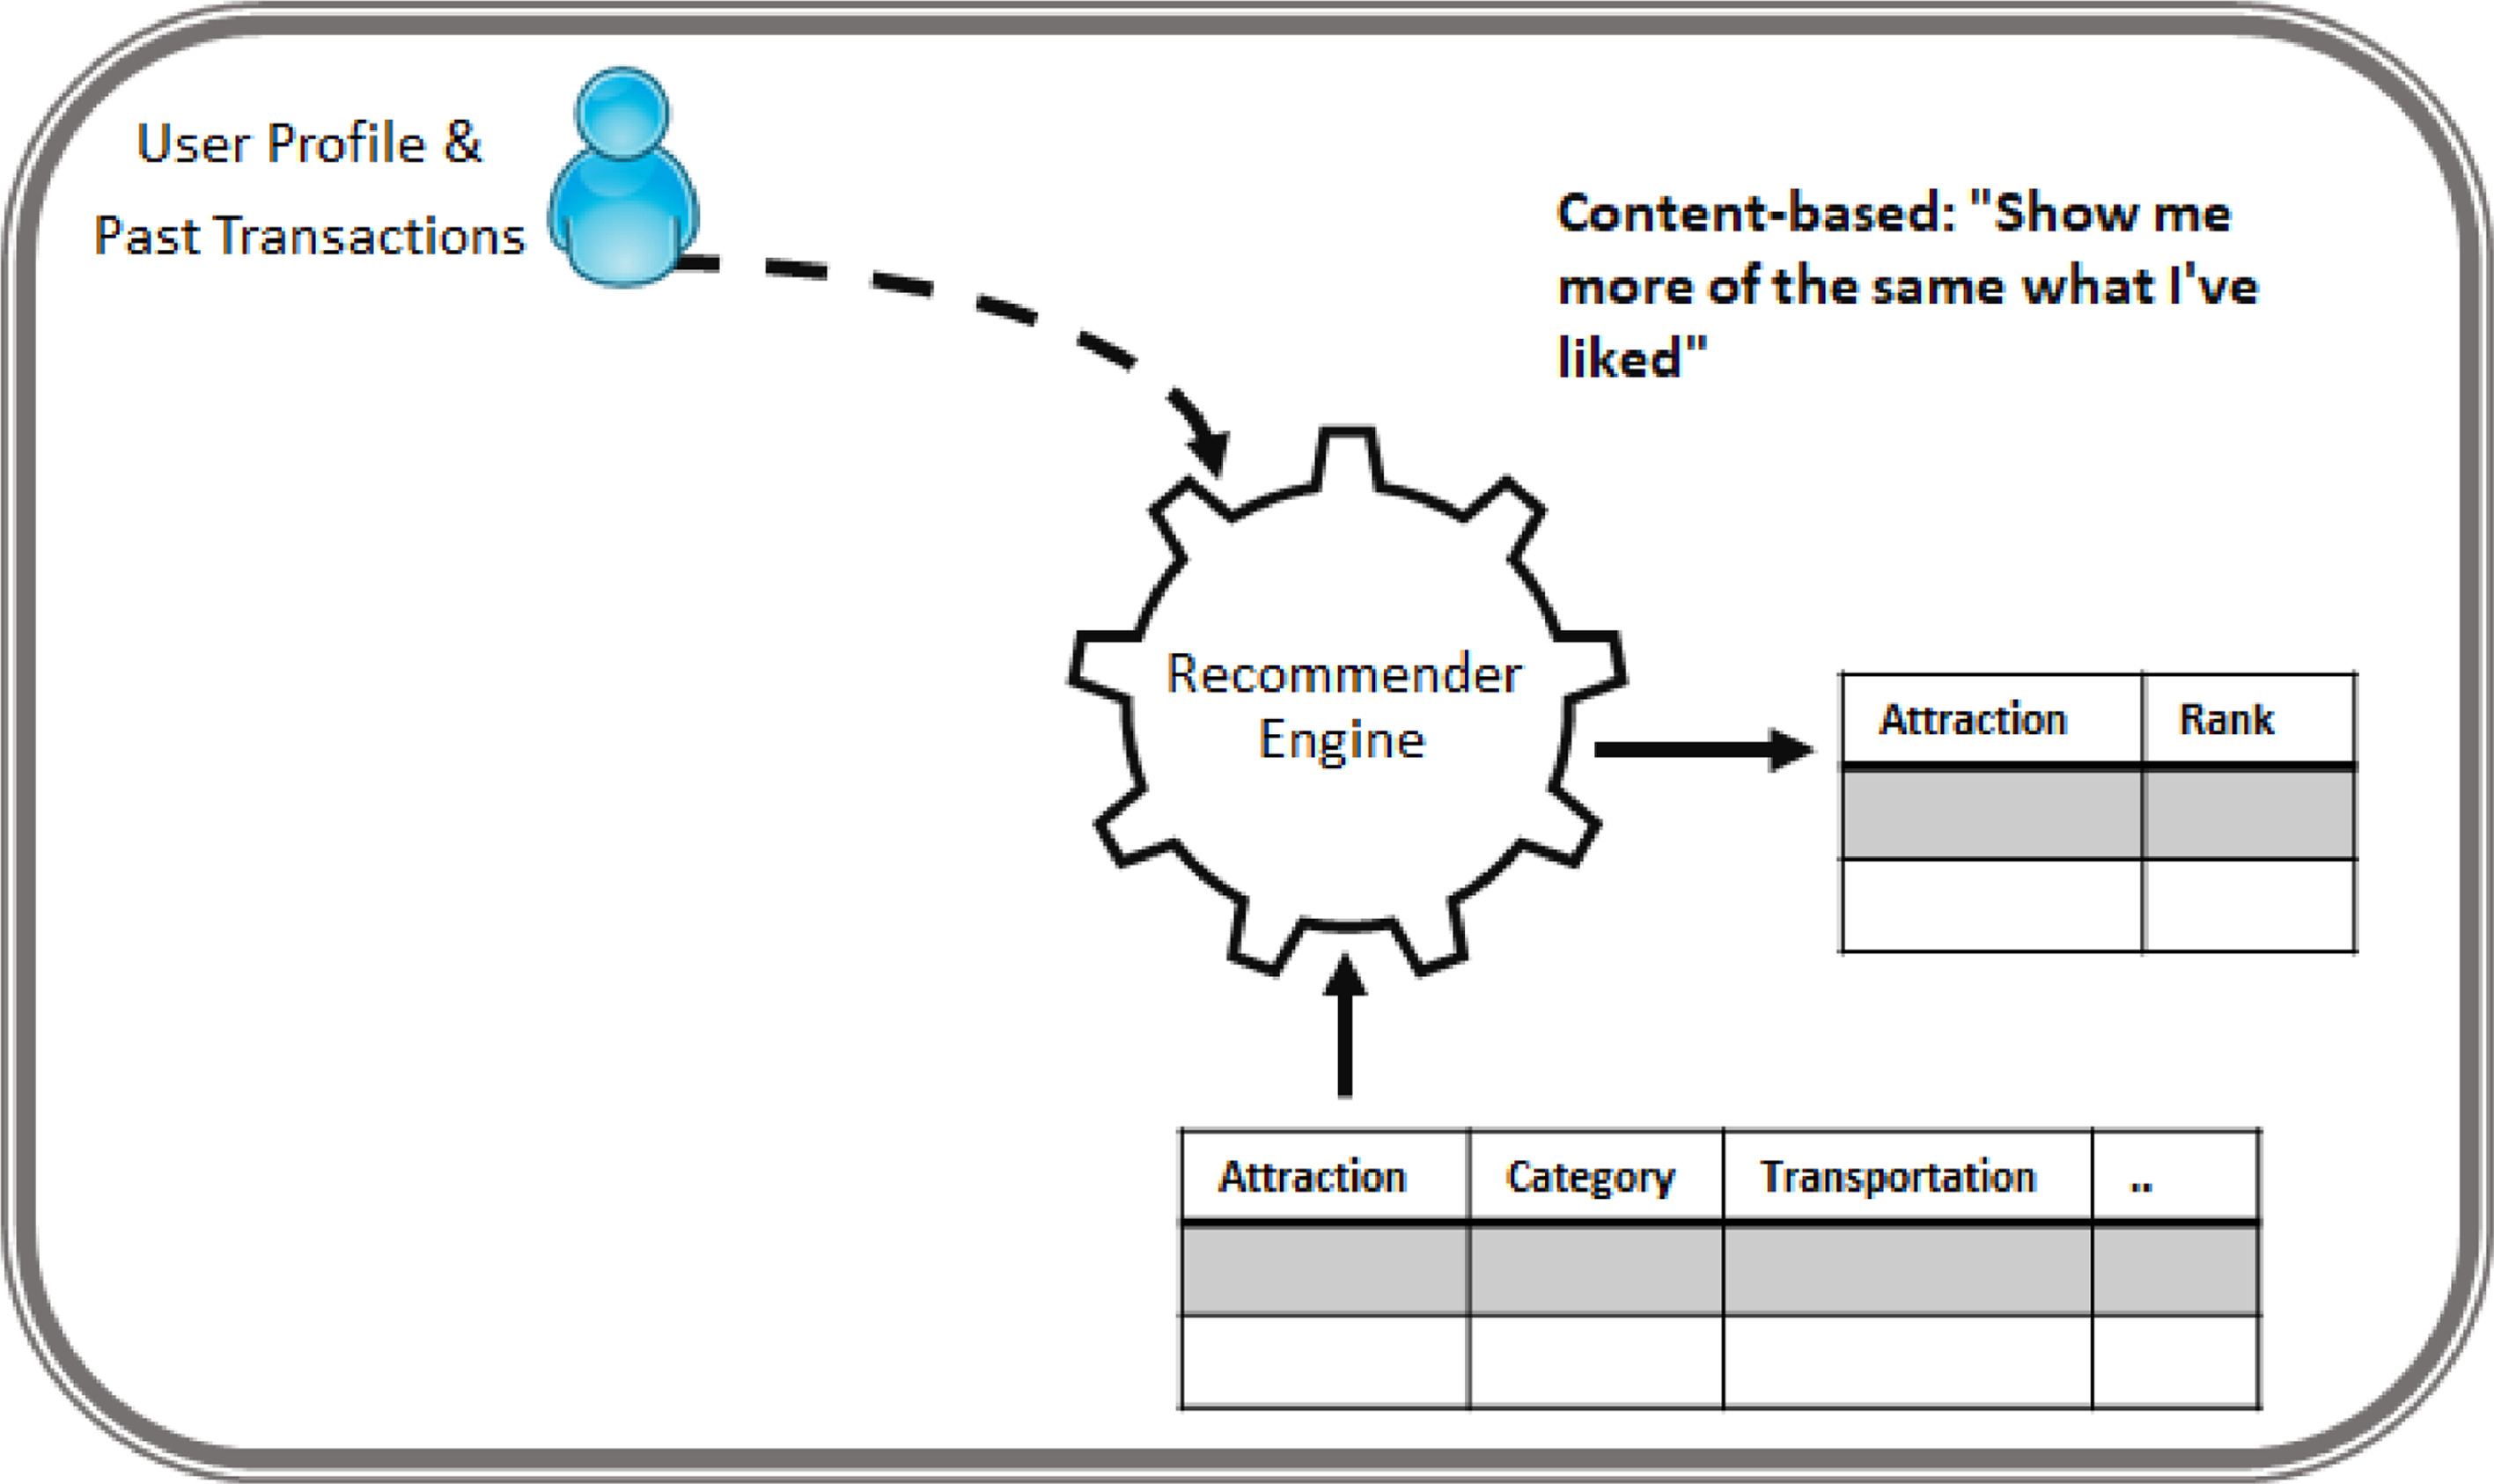 User Profile &
Past Transactions
Content-based: "Show me
more of the same what I've
liked"
Recommender
Engine
Attraction Rank
Attraction Category Transportation ..